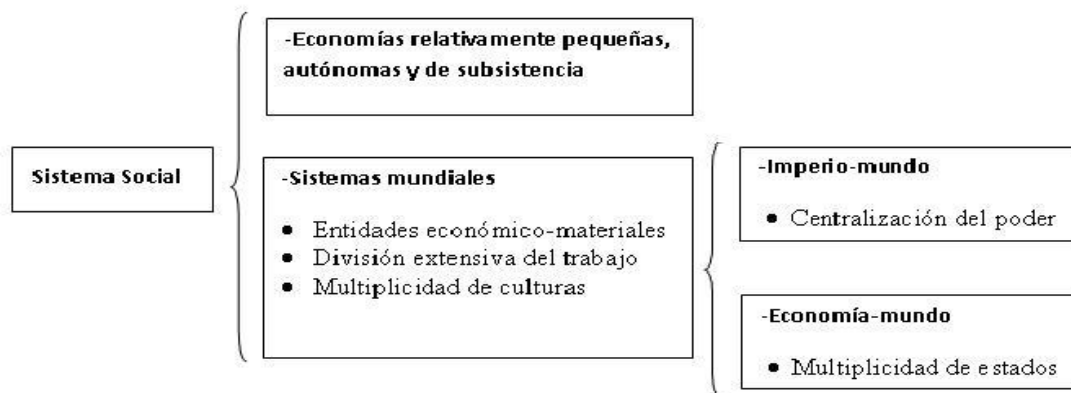 Sistema Social
-Economías relativamente pequeñas,
autónomas y de subsistencia
-Sistemas mundiales
• Entidades económico-materiales
• División extensiva del trabajo
• Multiplicidad de culturas
-Imperio-mundo
• Centralización del poder
-Economía-mundo
• Multiplicidad de estados